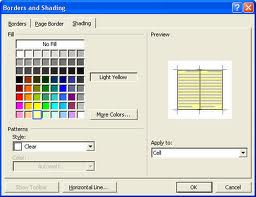 Borders and Shading
Borders
Page Border
Shading
Fill
No Fill
Light Yellow
More Colors...
Patterns
Style:
Clear
Color:
Automatic
Preview
Apply to:
Cell
Show Toolbar
Horizontal Line...
OK
Cancel